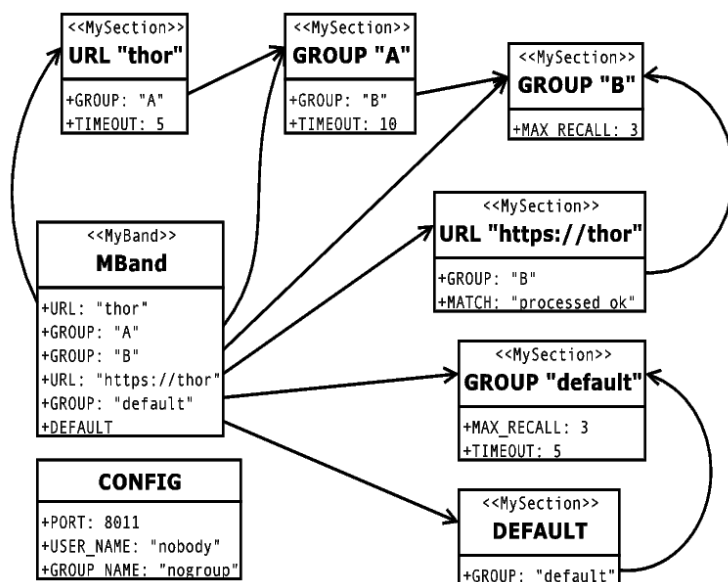 <<MySection>>
URL "thor"
+GROUP: "A"
+TIMEOUT: 5
<<MySection>>
GROUP "A"
+GROUP: "B"
+TIMEOUT: 10
<<MySection>>
GROUP "B"
+MAX_RECALL: 3
<<MySection>>
URL "https://thor"
+GROUP: "B"
+MATCH: "processed ok"
<<MyBand>>
MBand
+URL: "thor"
+GROUP: "A"
+GROUP: "B"
+URL: "https://thor"
+GROUP: "default"
+DEFAULT
<<MySection>>
GROUP "default"
+MAX_RECALL: 3
+TIMEOUT: 5
CONFIG
+PORT: 8011
+USER_NAME: "nobody"
+GROUP_NAME: "nogroup"
<<MySection>>
DEFAULT
+GROUP: "default"